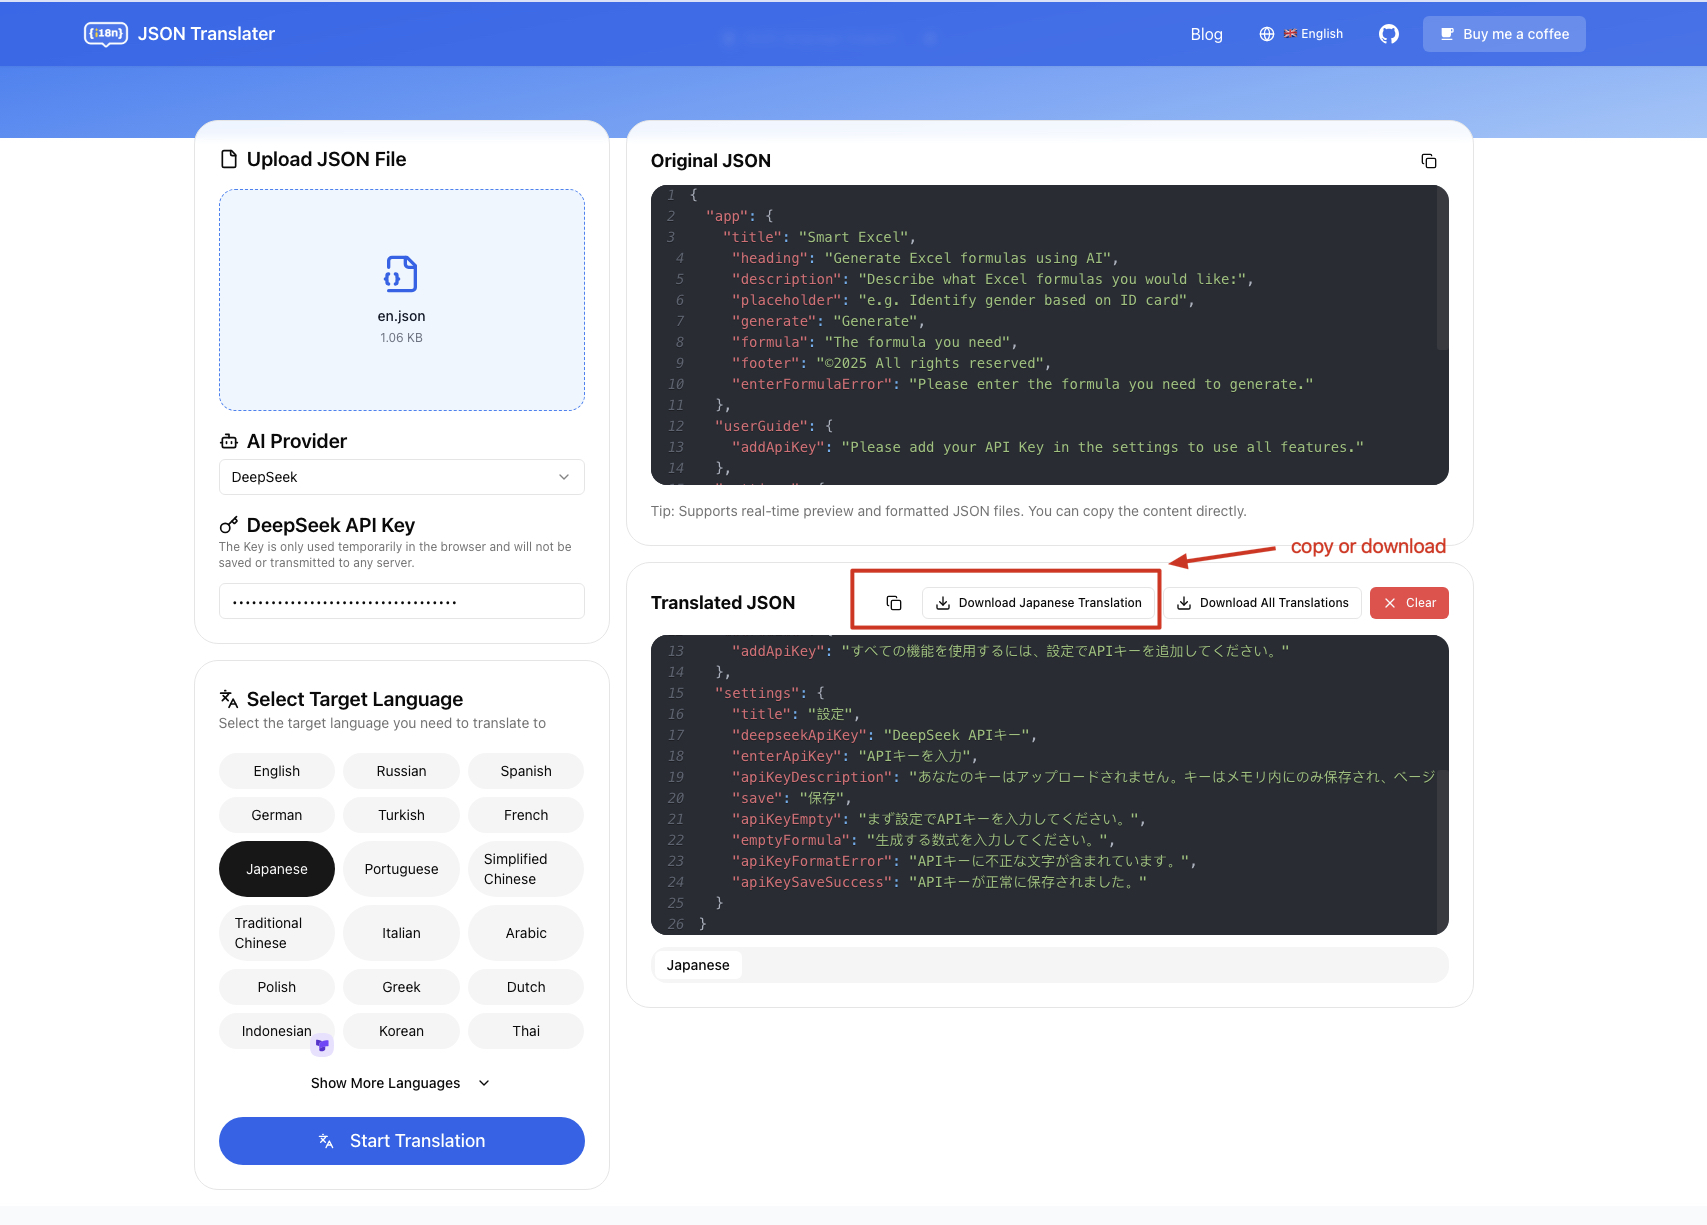 {i18n} JSON Translater
Blog
🇬🇧 English
Buy me a coffee
Upload JSON File
en.json
1.06 KB
AI Provider
DeepSeek
DeepSeek API Key
The Key is only used temporarily in the browser and will not be
saved or transmitted to any server.
••••••••••••••••••••••••••••••••••
Select Target Language
Select the target language you need to translate to
English
Russian
Spanish
German
Turkish
French
Japanese
Portuguese
Simplified
Chinese
Traditional
Chinese
Italian
Arabic
Polish
Greek
Dutch
Indonesian
Korean
Thai
Show More Languages
Start Translation
Original JSON
1 {
2 "app": {
3 "title": "Smart Excel",
4 "heading": "Generate Excel formulas using AI",
5 "description": "Describe what Excel formulas you would like:",
6 "placeholder": "e.g. Identify gender based on ID card",
7 "generate": "Generate",
8 "formula": "The formula you need",
9 "footer": "©2025 All rights reserved",
10 "enterFormulaError": "Please enter the formula you need to generate."
11 },
12 "userGuide": {
13 "addApiKey": "Please add your API Key in the settings to use all features."
14 },
Tip: Supports real-time preview and formatted JSON files. You can copy the content directly.
copy or download
Translated JSON
Download Japanese Translation
Download All Translations
Clear
13 "addApiKey": "すべての機能を使用するには、設定でAPIキーを追加してください。"
14 },
15 "settings": {
16 "title": "設定",
17 "deepseekApiKey": "DeepSeek APIキー",
18 "enterApiKey": "APIキーを入力",
19 "apiKeyDescription": "あなたのキーはアップロードされません。キーはメモリ内にのみ保存され、ページ
20 "save": "保存",
21 "apiKeyEmpty": "まず設定でAPIキーを入力してください。",
22 "emptyFormula": "生成する数式を入力してください。",
23 "apiKeyFormatError": "APIキーに不正な文字が含まれています。",
24 "apiKeySaveSuccess": "APIキーが正常に保存されました。"
25 }
26 }
Japanese